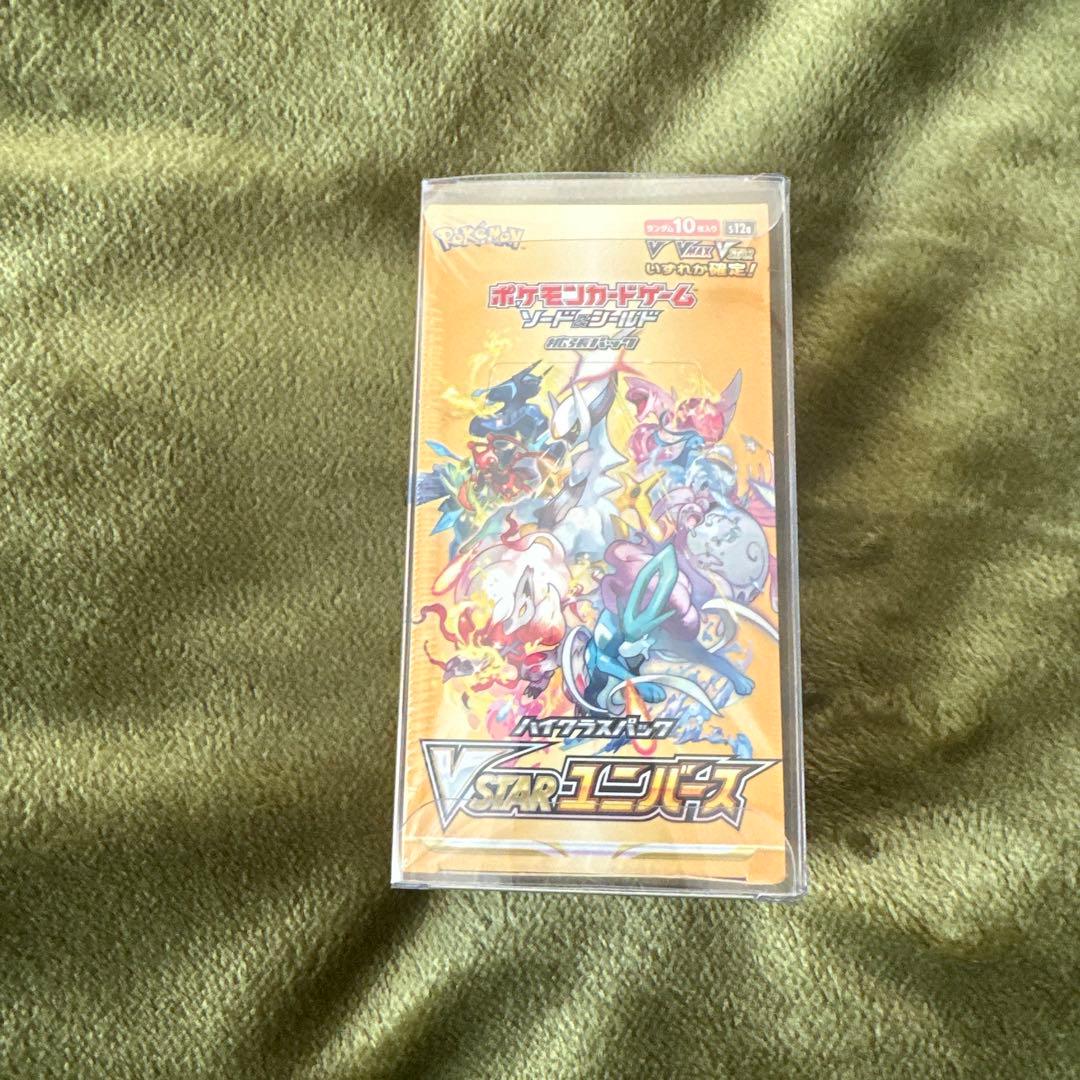 POKÉMON
ランダム10枚入り s12a
V VMAX VSTAR
いずれか確定!
ポケモンカードゲーム
ソード&シールド
拡張パック
ハイクラスパック
VSTARユニバース